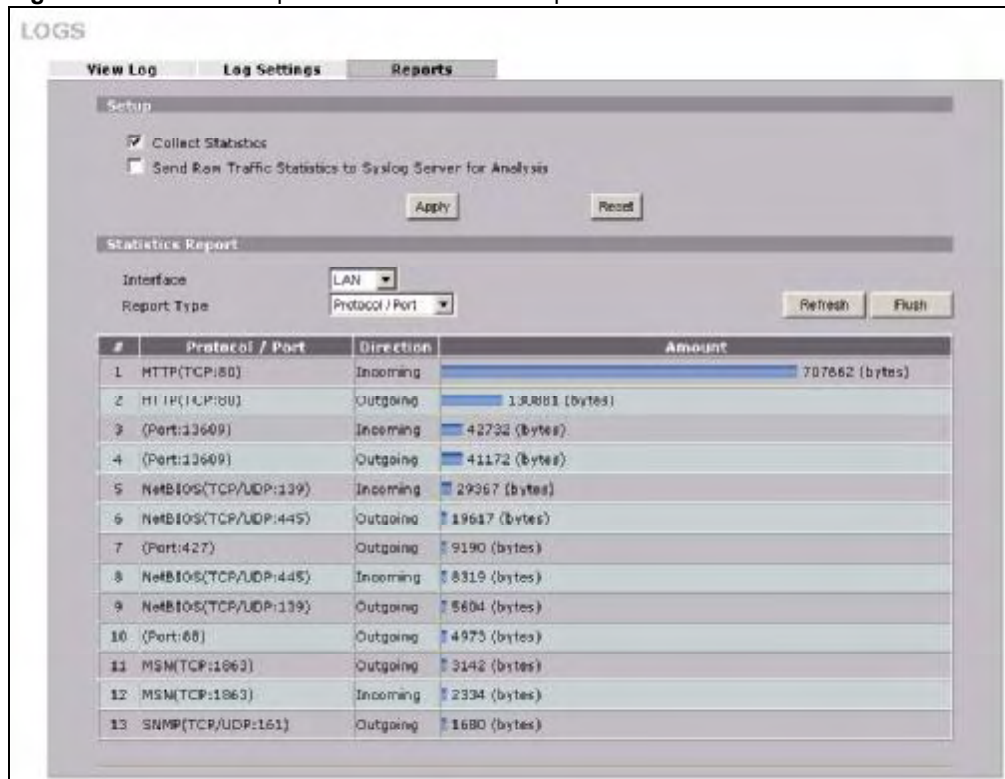 LOGS
View Log Log Settings Reports
Setup
Collect Statistics
Send Raw Traffic Statistics to Syslog Server for Analysis
Apply Reset
Statistics Report
Interface LAN
Report Type Protocol / Port Refresh Flush
# Protocol / Port Direction Amount
1 HTTP(TCP:80) Incoming 707662 (bytes)
2 HTTP(TCP:80) Outgoing 130881 (bytes)
3 (Port:13609) Incoming 42732 (bytes)
4 (Port:13609) Outgoing 41172 (bytes)
5 NetBIOS(TCP/UDP:139) Incoming 29367 (bytes)
6 NetBIOS(TCP/UDP:445) Outgoing 19617 (bytes)
7 (Port:427) Outgoing 9190 (bytes)
8 NetBIOS(TCP/UDP:445) Incoming 8319 (bytes)
9 NetBIOS(TCP/UDP:139) Outgoing 5604 (bytes)
10 (Port:68) Outgoing 4973 (bytes)
11 MSN(TCP:1863) Outgoing 3142 (bytes)
12 MSN(TCP:1863) Incoming 2334 (bytes)
13 SNMP(TCP/UDP:161) Outgoing 1680 (bytes)